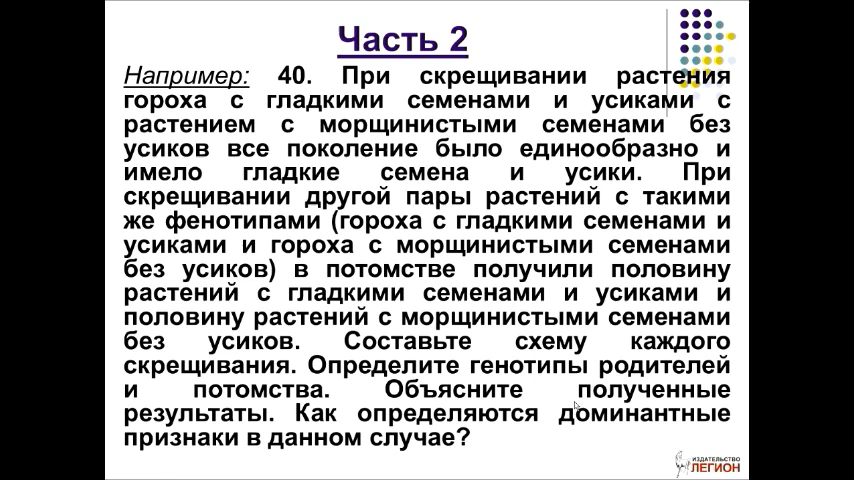 Часть 2
Например: 40. При скрещивании растения
гороха с гладкими семенами и усиками с
растением с морщинистыми семенами без
усиков все поколение было единообразно и
имело гладкие семена и усики. При
скрещивании другой пары растений с такими
же фенотипами (гороха с гладкими семенами и
усиками и гороха с морщинистыми семенами
без усиков) в потомстве получили половину
растений с гладкими семенами и усиками и
половину растений с морщинистыми семенами
без усиков. Составьте схему каждого
скрещивания. Определите генотипы родителей
и потомства. Объясните полученные
результаты. Как определяются доминантные
признаки в данном случае?
ИЗДАТЕЛЬСТВО
ЛЕГИОН